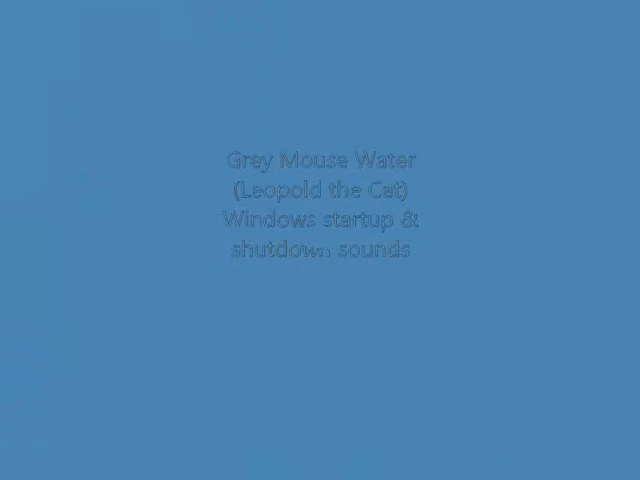 Grey Mouse Water
(Leopold the Cat)
Windows startup &
shutdown sounds